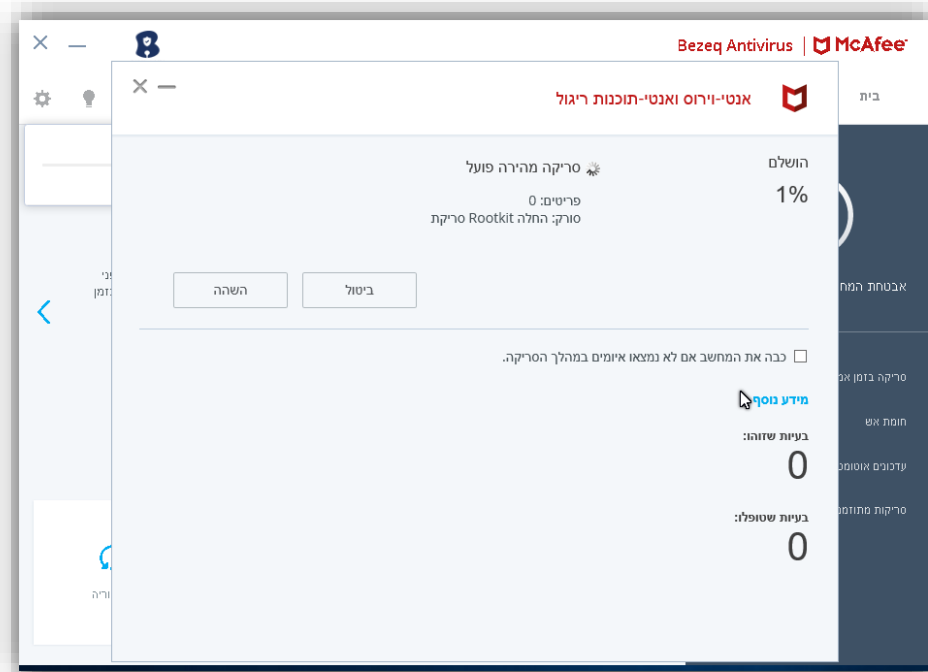 Bezeq Antivirus | McAfee
בית
אנטי-וירוס ואנטי-תוכנות ריגול
הושלם
1%
סריקה מהירה פועל
פריטים: 0
סורק: החלה Rootkit סריקת
ביטול
השהה
כבה את המחשב אם לא נמצאו איומים במהלך הסריקה.
מידע נוסף
בעיות שזוהו:
0
בעיות שטופלו:
0
אבטחת המח
סריקה בזמן אמ
חומת אש
עדכונים אוטומט
סריקות מתוזמנ